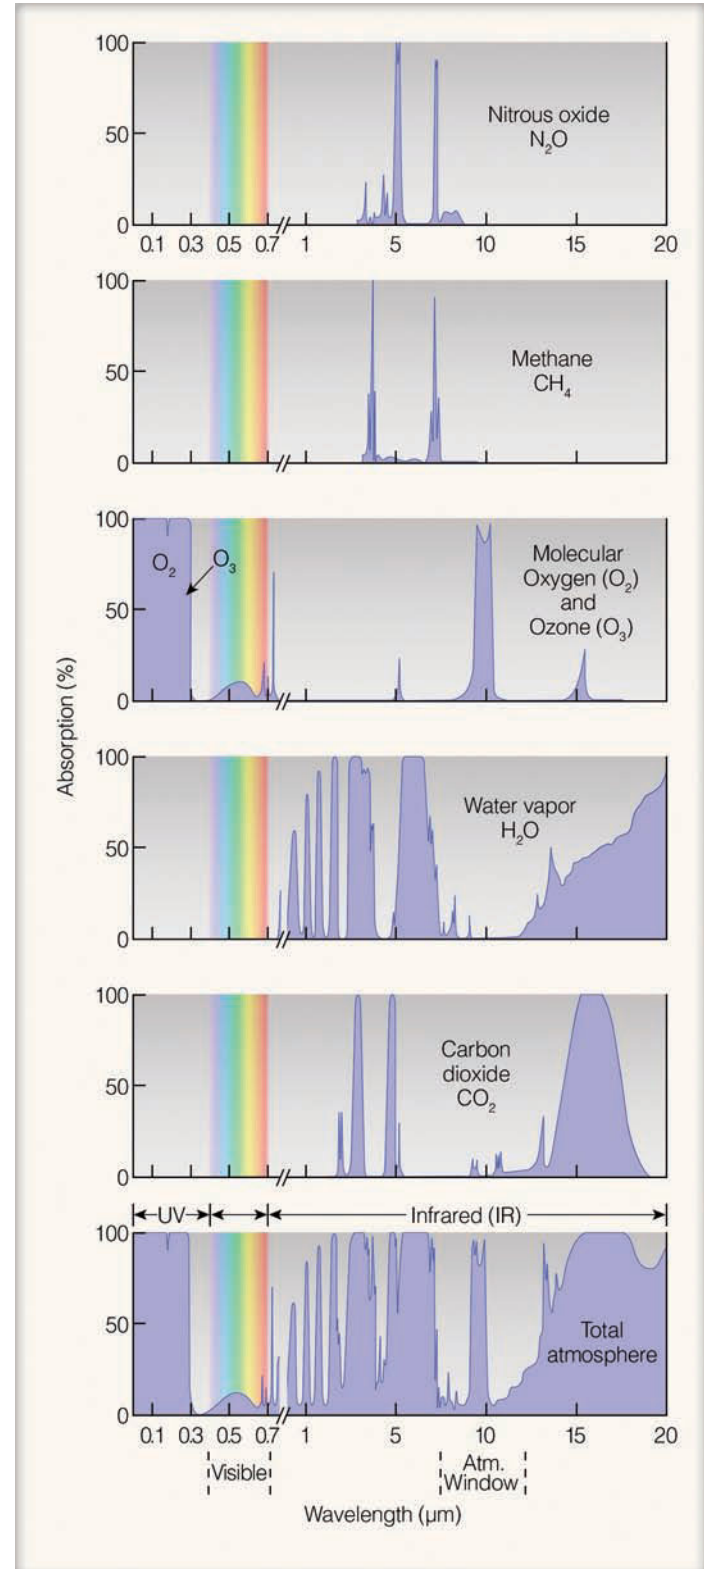 100
50
0
Nitrous oxide
N₂O
0.1 0.3 0.5 0.7 1 5 10 15 20
100
50
0
Methane
CH₄
100
50
0
O₂
O₃
Molecular
Oxygen (O₂)
and
Ozone (O₃)
Absorption (%)
100
50
0
Water vapor
H₂O
100
50
0
Carbon
dioxide
CO₂
UV
Infrared (IR)
100
50
0
Total
atmosphere
0.1 0.3 0.5 0.7 1 5 10 15 20
Visible
Atm.
Window
Wavelength (μm)